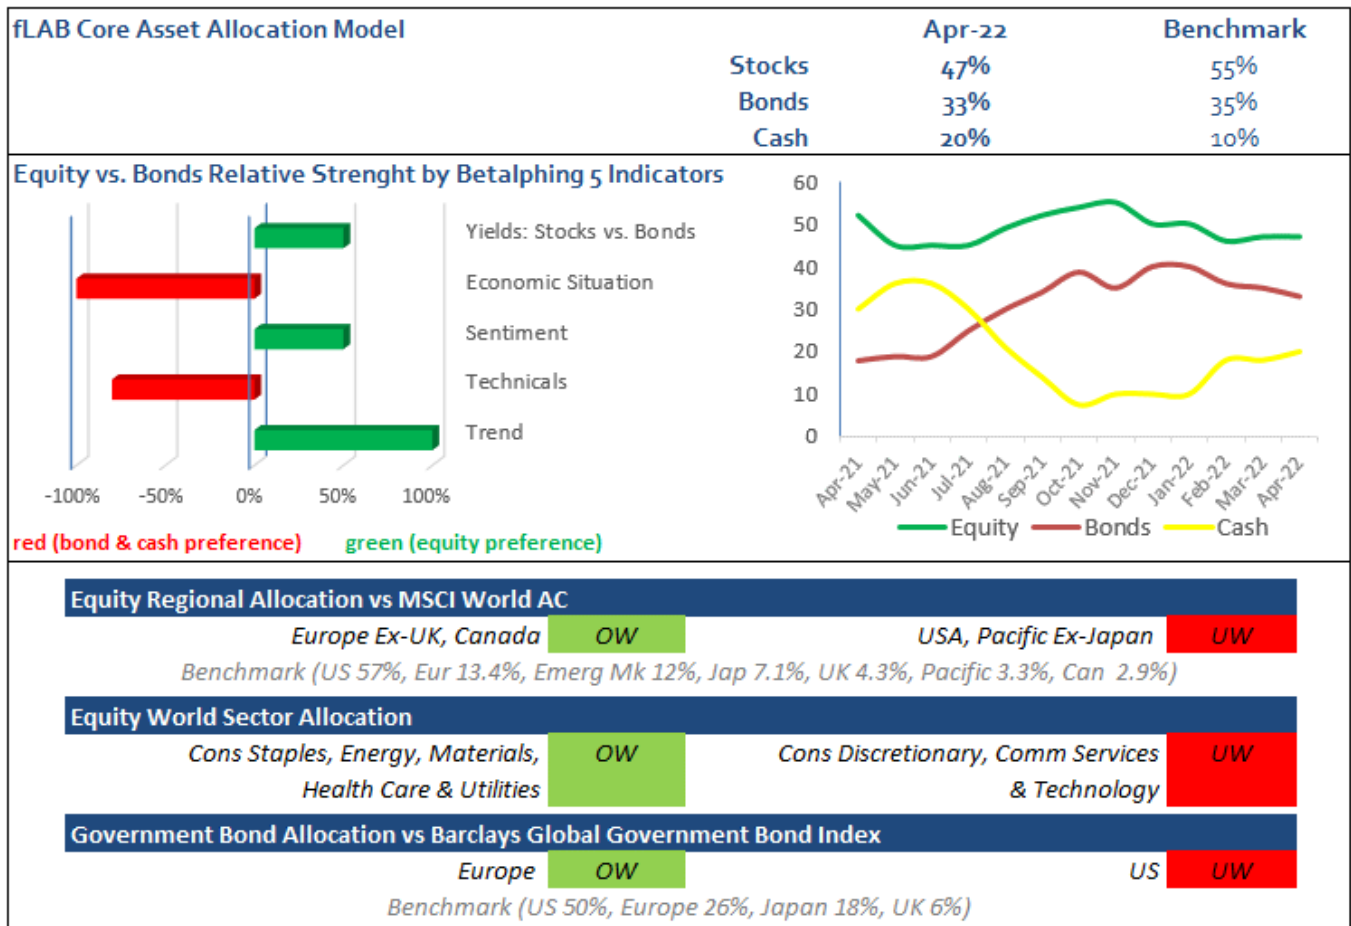 fLAB Core Asset Allocation Model Apr-22 Benchmark
Stocks 47% 55%
Bonds 33% 35%
Cash 20% 10%
Equity vs. Bonds Relative Strenght by Betalphing 5 Indicators
Yields: Stocks vs. Bonds
Economic Situation
Sentiment
Technicals
Trend
-100% -50% 0% 50% 100%
red (bond & cash preference) green (equity preference)
60
50
40
30
20
10
0
Apr-21 May-21 Jun-21 Jul-21 Aug-21 Sep-21 Oct-21 Nov-21 Dec-21 Jan-22 Feb-22 Mar-22 Apr-22
Equity Bonds Cash
Equity Regional Allocation vs MSCI World AC
Europe Ex-UK, Canada OW USA, Pacific Ex-Japan UW
Benchmark (US 57%, Eur 13.4%, Emerg Mk 12%, Jap 7.1%, UK 4.3%, Pacific 3.3%, Can 2.9%)
Equity World Sector Allocation
Cons Staples, Energy, Materials, OW Cons Discretionary, Comm Services UW
Health Care & Utilities & Technology
Government Bond Allocation vs Barclays Global Government Bond Index
Europe OW US UW
Benchmark (US 50%, Europe 26%, Japan 18%, UK 6%)